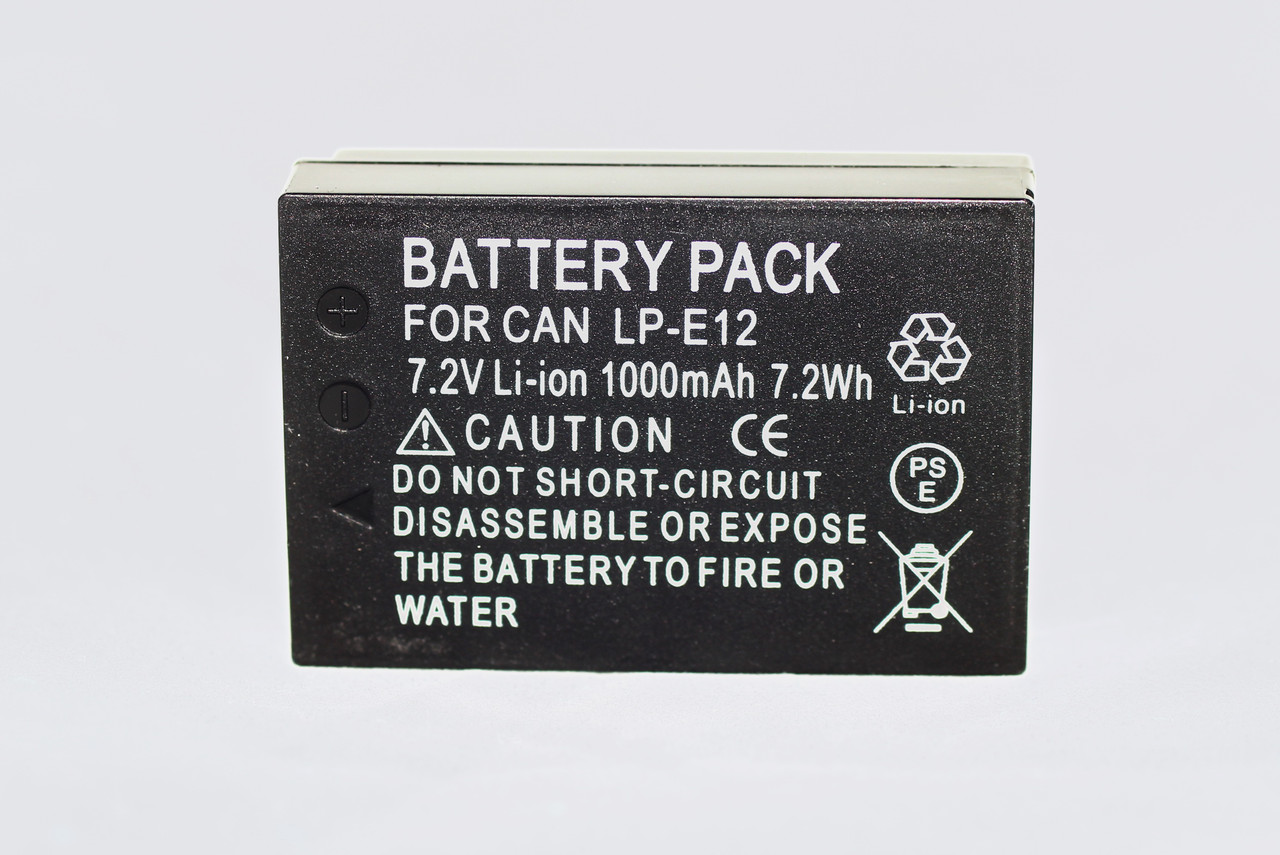 BATTERY PACK
FOR CAN LP-E12
7.2V Li-ion 1000mAh 7.2Wh
Li-ion
CAUTION CE
DO NOT SHORT-CIRCUIT
DISASSEMBLE OR EXPOSE
THE BATTERY TO FIRE OR
WATER
PS
E